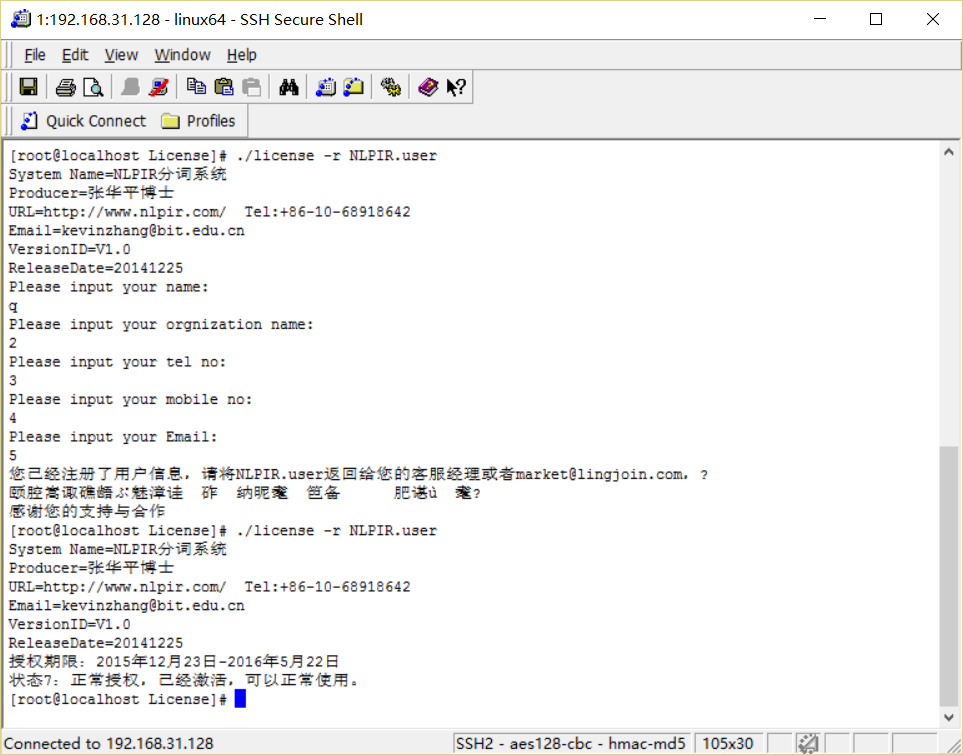 1:192.168.31.128 - linux64 - SSH Secure Shell
File Edit View Window Help
Quick Connect Profiles
[root@localhost License]# ./license -r NLPIR.user
System Name=NLPIR分词系统
Producer=张华平博士
URL=http://www.nlpir.com/  Tel:+86-10-68918642
Email=kevinzhang@bit.edu.cn
VersionID=V1.0
ReleaseDate=20141225
Please input your name:
q
Please input your orgnization name:
2
Please input your tel no:
3
Please input your mobile no:
4
Please input your Email:
5
您己经注册了用户信息，请将NLPIR.user返回给您的客服经理或者market@lingjoin.com，?
颐腔嵩诹礁龉ぷ魅漳诖 砟 纳昵耄 笆备 肥谌ù 耄?
感谢您的支持与合作
[root@localhost License]# ./license -r NLPIR.user
System Name=NLPIR分词系统
Producer=张华平博士
URL=http://www.nlpir.com/  Tel:+86-10-68918642
Email=kevinzhang@bit.edu.cn
VersionID=V1.0
ReleaseDate=20141225
授权期限：2015年12月23日-2016年5月22日
状态7：正常授权，己经激活，可以正常使用。
[root@localhost License]#
Connected to 192.168.31.128 SSH2 - aes128-cbc - hmac-md5 105x30